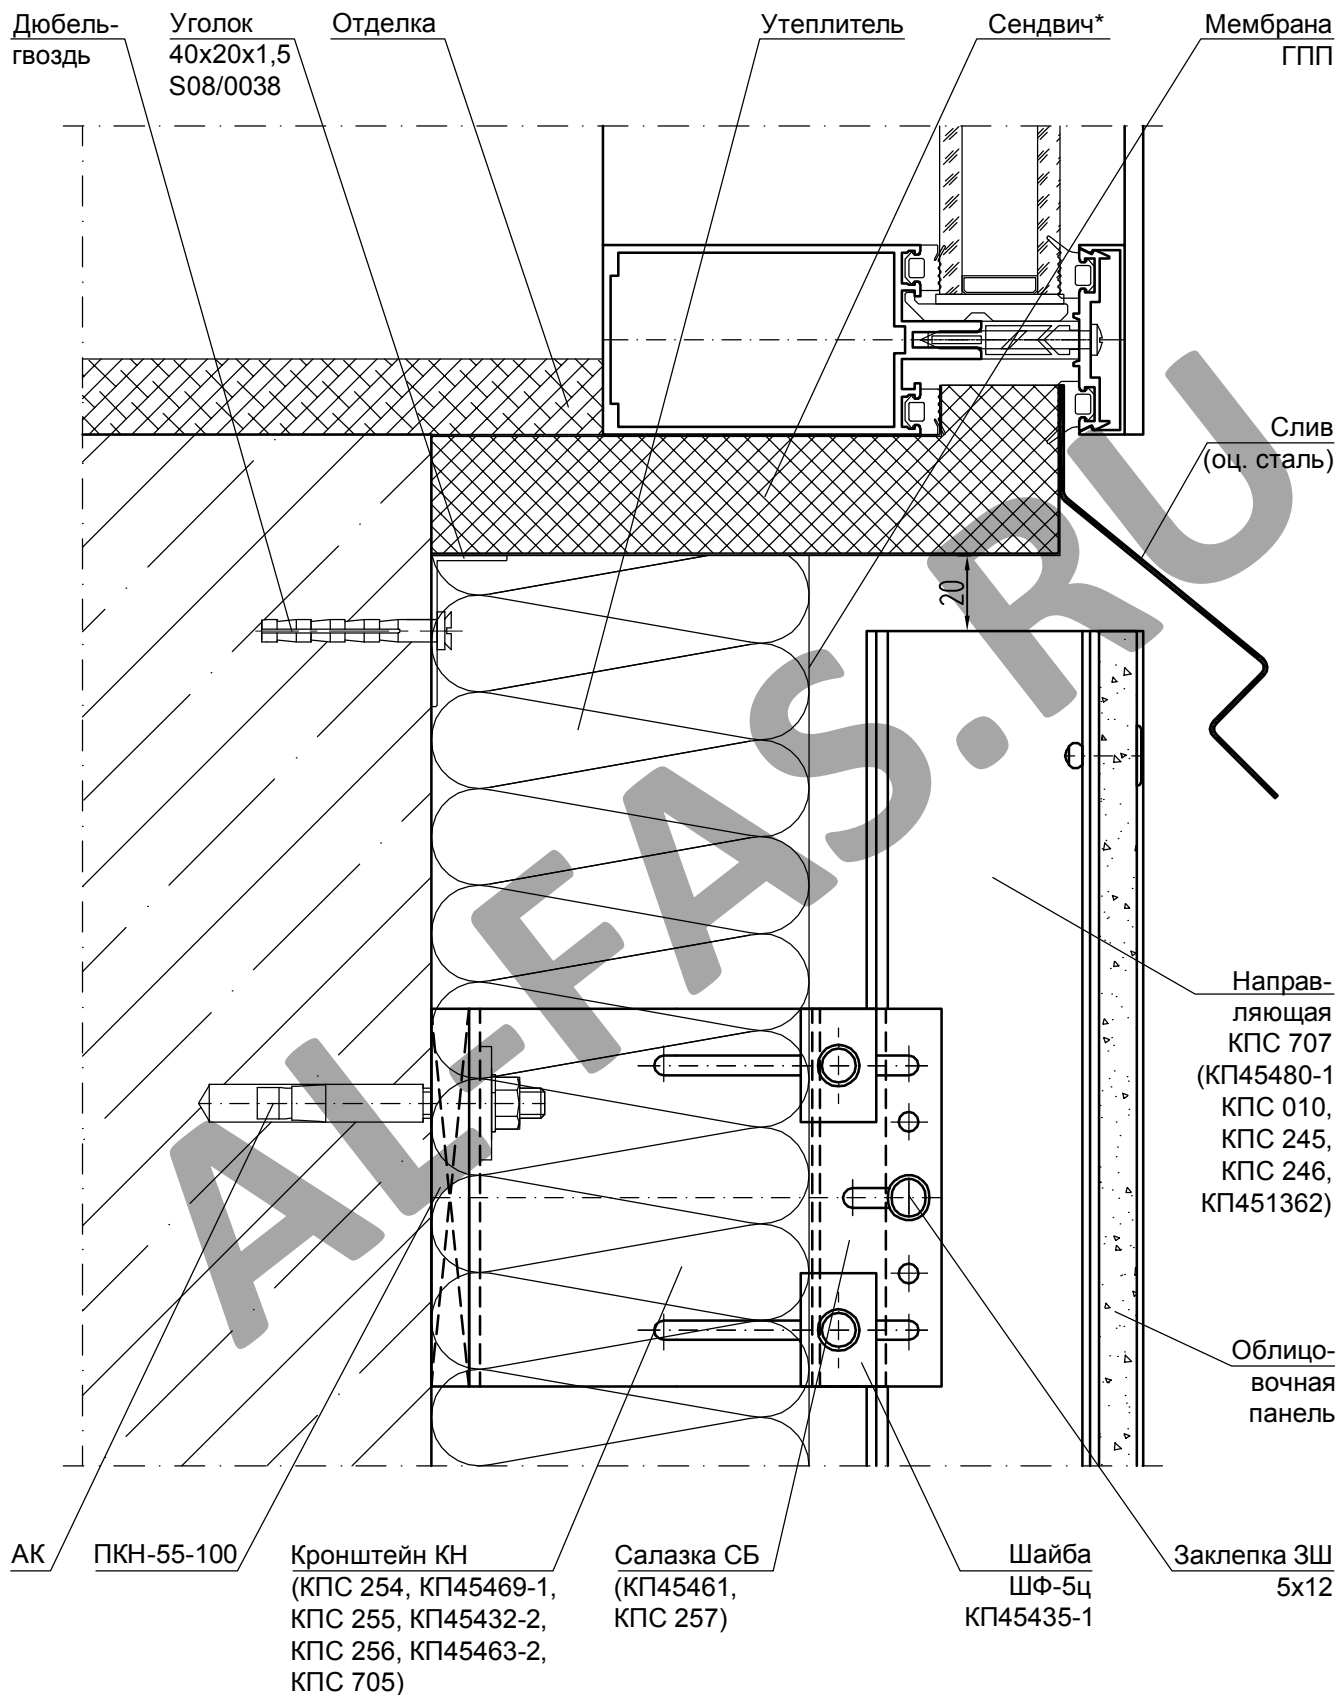 Дюбель-
гвоздь
Уголок
40х20х1,5
S08/0038
Отделка
Утеплитель
Сендвич*
Мембрана
ГПП
Слив
(оц. сталь)
20
Направ-
ляющая
КПС 707
(КП45480-1
КПС 010,
КПС 245,
КПС 246,
КП451362)
Облицо-
вочная
панель
АК
ПКН-55-100
Кронштейн КН
(КПС 254, КП45469-1,
КПС 255, КП45432-2,
КПС 256, КП45463-2,
КПС 705)
Салазка СБ
(КП45461,
КПС 257)
Шайба
ШФ-5ц
КП45435-1
Заклепка ЗШ
5х12
AL-FAS.RU